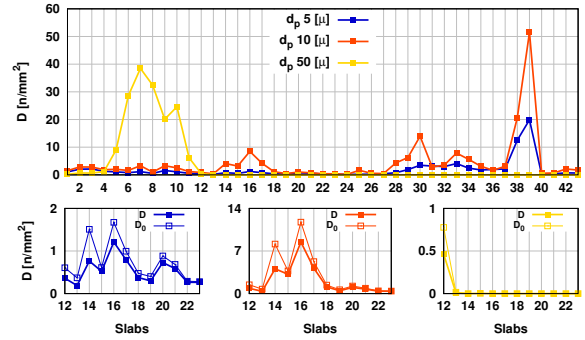 60
50
40
30
20
10
0
D [n/mm²]
dₚ 5 [μ]
dₚ 10 [μ]
dₚ 50 [μ]
2 4 6 8 10 12 14 16 18 20 22 24 26 28 30 32 34 36 38 40 42
2
1
0
D [n/mm²]
D
D₀
12 14 16 18 20 22
Slabs
14
7
0
D
D₀
12 14 16 18 20 22
Slabs
1
0.5
0
D
D₀
12 14 16 18 20 22
Slabs